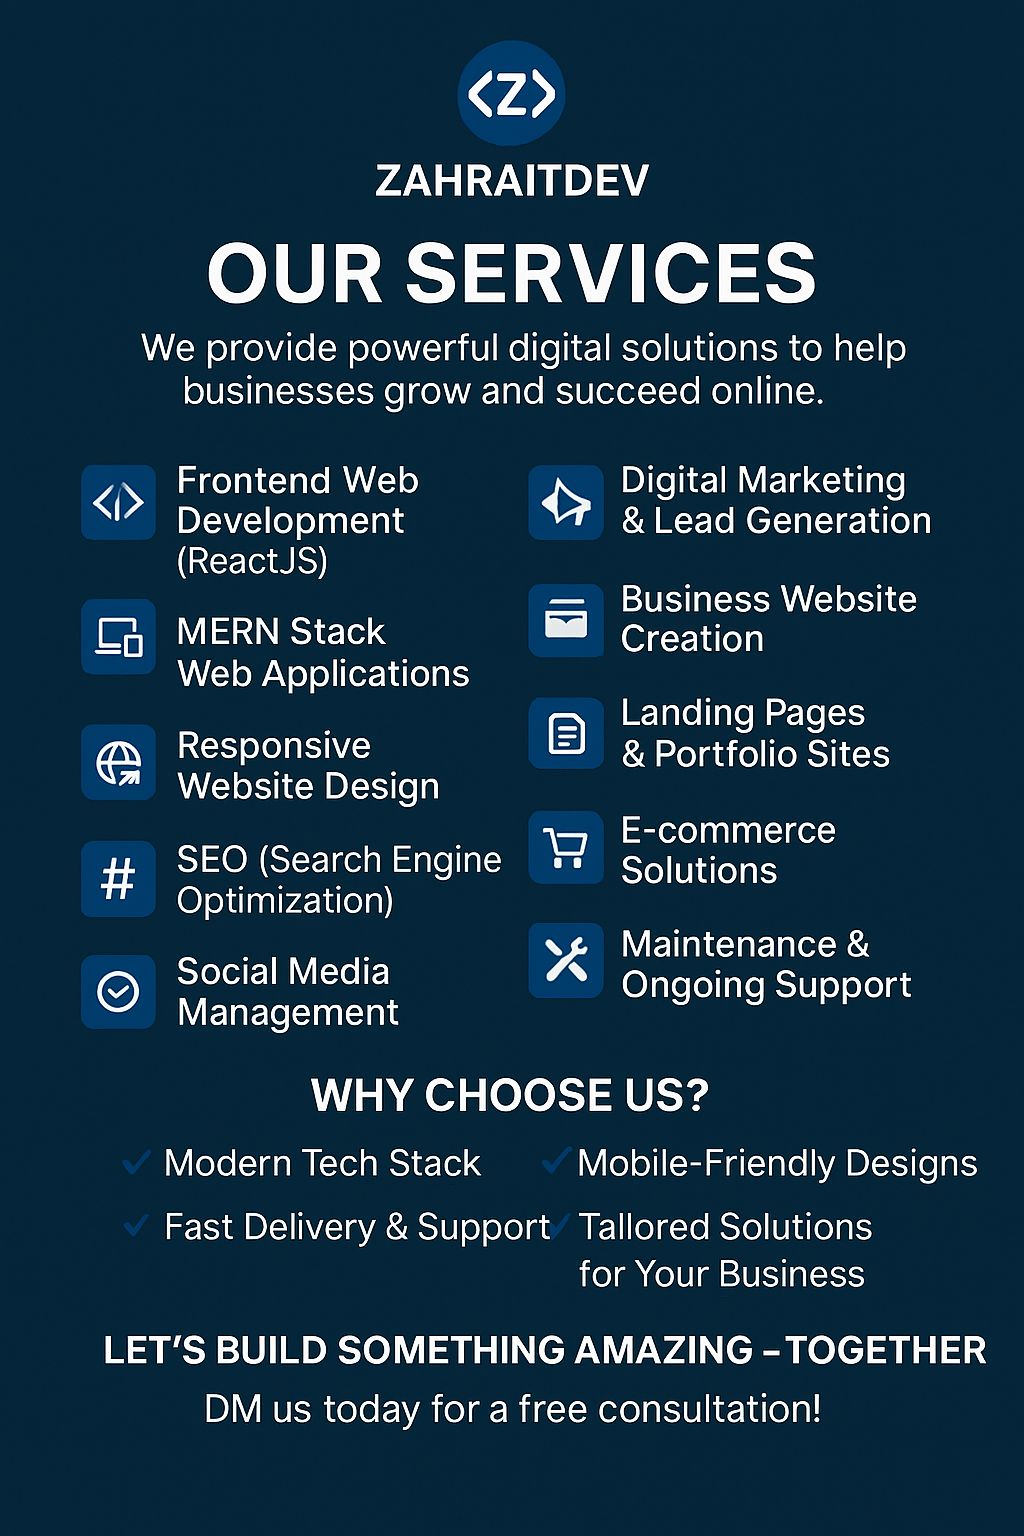 <Z>
ZAHRAITDEV
OUR SERVICES
We provide powerful digital solutions to help
businesses grow and succeed online.
Frontend Web
Development
(ReactJS)
MERN Stack
Web Applications
Responsive
Website Design
#
SEO (Search Engine
Optimization)
Social Media
Management
Digital Marketing
& Lead Generation
Business Website
Creation
Landing Pages
& Portfolio Sites
E-commerce
Solutions
Maintenance &
Ongoing Support
WHY CHOOSE US?
Modern Tech Stack
Mobile-Friendly Designs
Fast Delivery & Support
Tallored Solutions
for Your Business
LET'S BUILD SOMETHING AMAZING – TOGETHER
DM us today for a free consultation!